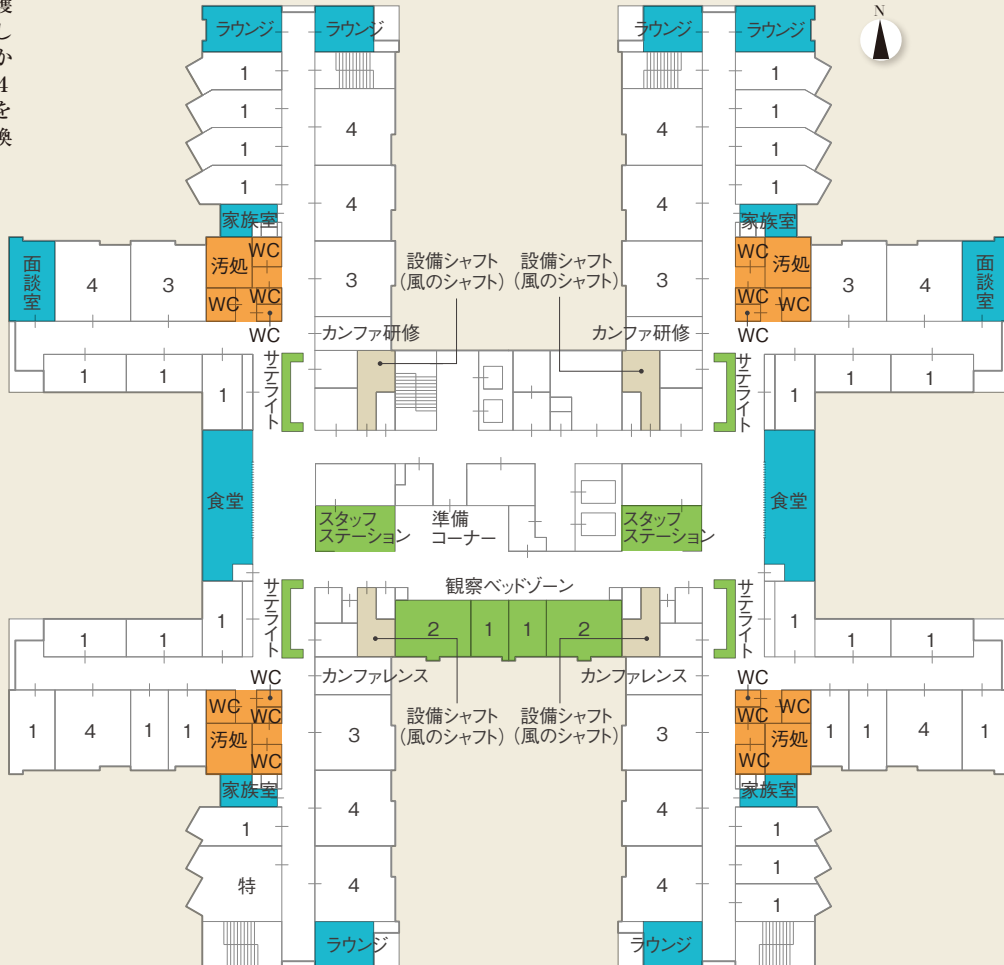 護
し
か
4
を
換
N
ラウンジ
ラウンジ
ラウンジ
ラウンジ
1
1
1
1
1
1
1
1
4
4
4
4
3
3
家族室
家族室
面談室
4
3
汚処
WC
WC
WC
WC
設備シャフト
(風のシャフト)
設備シャフト
(風のシャフト)
WC
汚処
WC
WC
WC
3
4
面談室
カンファ研修
カンファ研修
1
1
1
サテライト
サテライト
1
1
1
食堂
食堂
スタッフ
ステーション
準備
コーナー
スタッフ
ステーション
観察ベッドゾーン
2
1
1
2
1
1
1
サテライト
サテライト
1
1
1
カンファレンス
カンファレンス
WC
WC
WC
WC
汚処
WC
WC
WC
WC
汚処
1
4
1
1
1
1
4
1
設備シャフト
(風のシャフト)
設備シャフト
(風のシャフト)
3
3
家族室
家族室
4
4
1
特
1
1
1
4
4
ラウンジ
ラウンジ